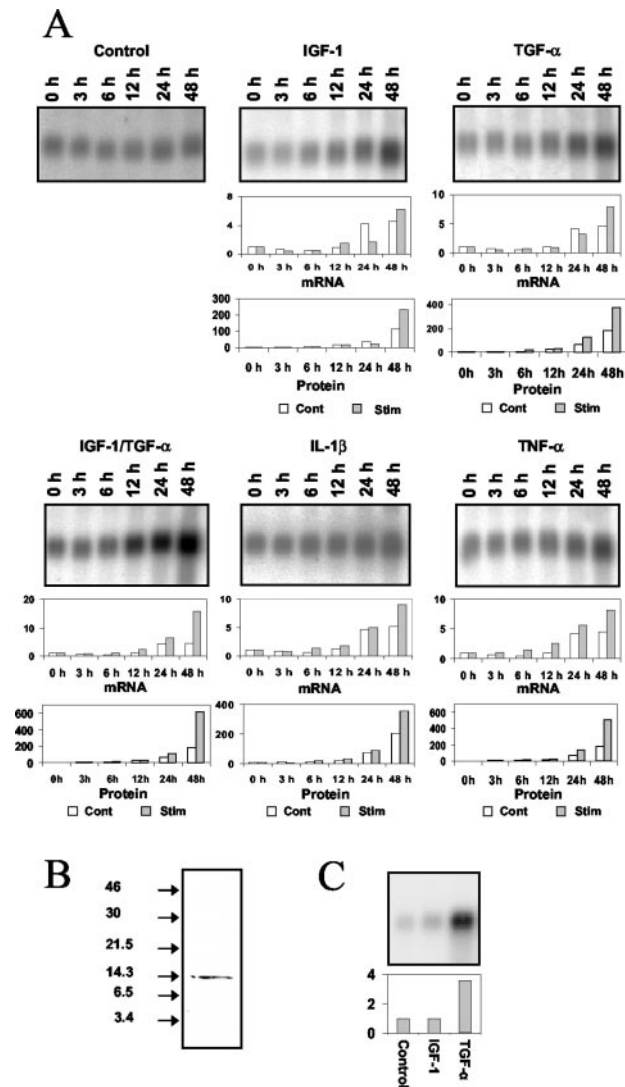 A
Control IGF-1 TGF-α
0 h 3 h 6 h 12 h 24 h 48 h 0 h 3 h 6 h 12 h 24 h 48 h 0 h 3 h 6 h 12 h 24 h 48 h
8
4
0
0 h 3 h 6 h 12 h 24 h 48 h
mRNA
10
5
0
0 h 3 h 6 h 12 h 24 h 48 h
mRNA
300
200
100
0
0 h 3 h 6 h 12 h 24 h 48 h
Protein
Cont Stim
400
200
0
0h 3h 6h 12h 24h 48h
Protein
Cont Stim
IGF-1/TGF-α IL-1β TNF-α
0 h 3 h 6 h 12 h 24 h 48 h 0 h 3 h 6 h 12 h 24 h 48 h 0 h 3 h 6 h 12 h 24 h 48 h
20
10
0
0 h 3 h 6 h 12 h 24 h 48 h
mRNA
10
5
0
0 h 3 h 6 h 12 h 24 h 48 h
mRNA
10
5
0
0 h 3 h 6 h 12 h 24 h 48 h
mRNA
600
400
200
0
0h 3h 6h 12h 24h 48h
Protein
Cont Stim
400
200
0
0 h 3 h 6 h 12 h 24 h 48 h
Protein
Cont Stim
600
400
200
0
0h 3h 6h 12h 24h 48h
Protein
Cont Stim
B
46
30
21.5
14.3
6.5
3.4
C
4
2
0
Control IGF-1 TGF-α